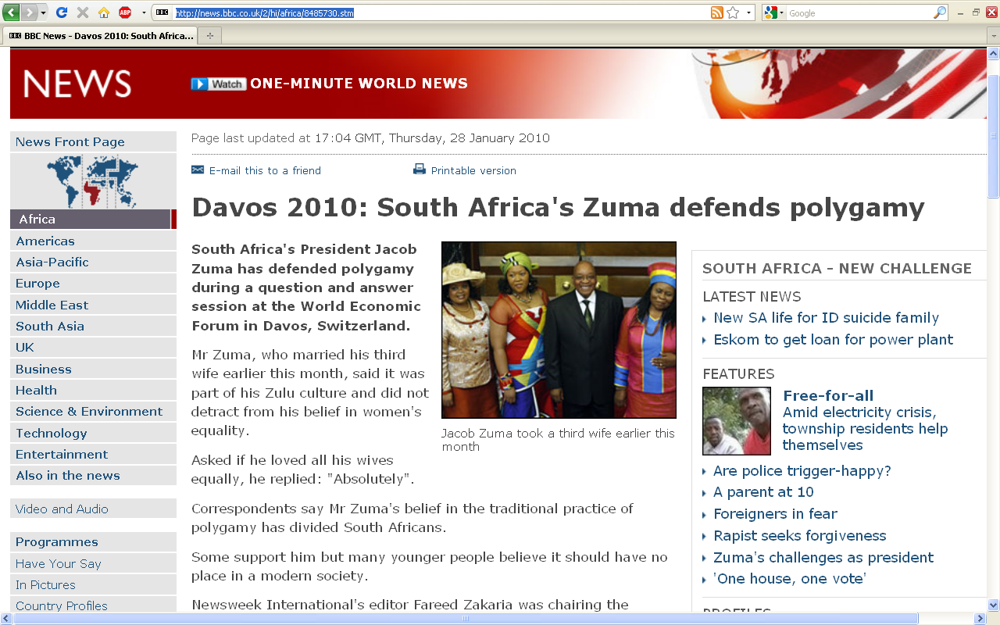 http://news.bbc.co.uk/2/hi/africa/8485730.stm
Google
BBC News - Davos 2010: South Africa...
NEWS
Watch ONE-MINUTE WORLD NEWS
News Front Page
Africa
Americas
Asia-Pacific
Europe
Middle East
South Asia
UK
Business
Health
Science & Environment
Technology
Entertainment
Also in the news
Video and Audio
Programmes
Have Your Say
In Pictures
Country Profiles
Page last updated at 17:04 GMT, Thursday, 28 January 2010
E-mail this to a friend
Printable version
Davos 2010: South Africa's Zuma defends polygamy
South Africa's President Jacob
Zuma has defended polygamy
during a question and answer
session at the World Economic
Forum in Davos, Switzerland.
Mr Zuma, who married his third
wife earlier this month, said it was
part of his Zulu culture and did not
detract from his belief in women's
equality.
Asked if he loved all his wives
equally, he replied: "Absolutely".
Jacob Zuma took a third wife earlier this
month
Correspondents say Mr Zuma's belief in the traditional practice of
polygamy has divided South Africans.
Some support him but many younger people believe it should have no
place in a modern society.
Newsweek International's editor Fareed Zakaria was chairing the
SOUTH AFRICA - NEW CHALLENGE
LATEST NEWS
New SA life for ID suicide family
Eskom to get loan for power plant
FEATURES
Free-for-all
Amid electricity crisis,
township residents help
themselves
Are police trigger-happy?
A parent at 10
Foreigners in fear
Rapist seeks forgiveness
Zuma's challenges as president
'One house, one vote'
PROFILES